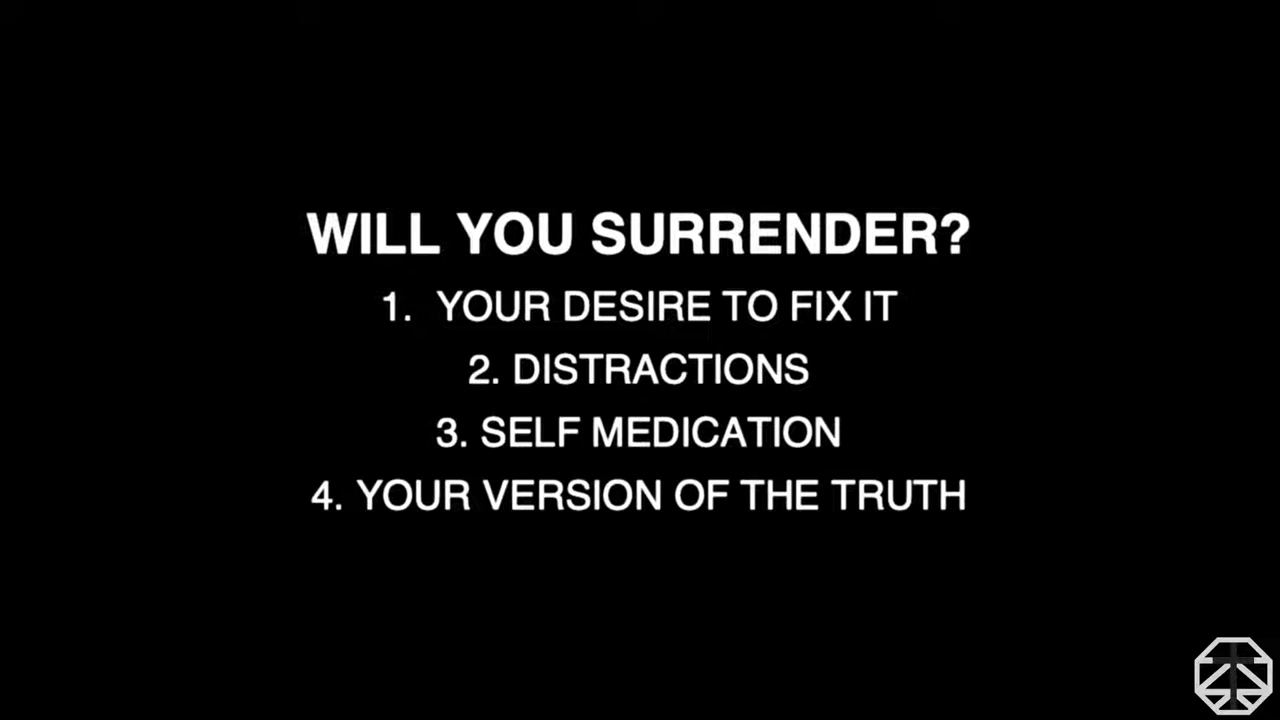 WILL YOU SURRENDER?
1. YOUR DESIRE TO FIX IT
2. DISTRACTIONS
3. SELF MEDICATION
4. YOUR VERSION OF THE TRUTH